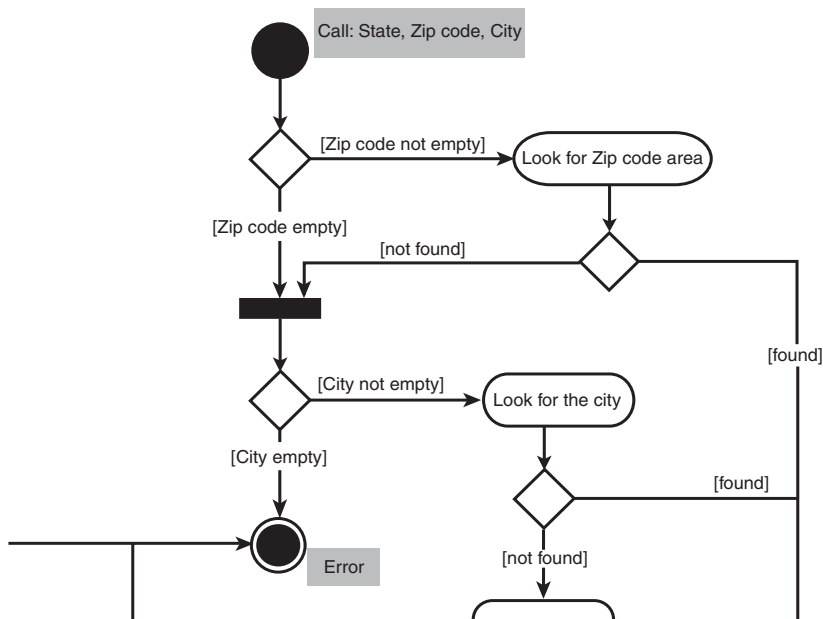 Call: State, Zip code, City
[Zip code not empty]
Look for Zip code area
[Zip code empty]
[not found]
[found]
[City not empty]
Look for the city
[City empty]
[found]
[not found]
Error